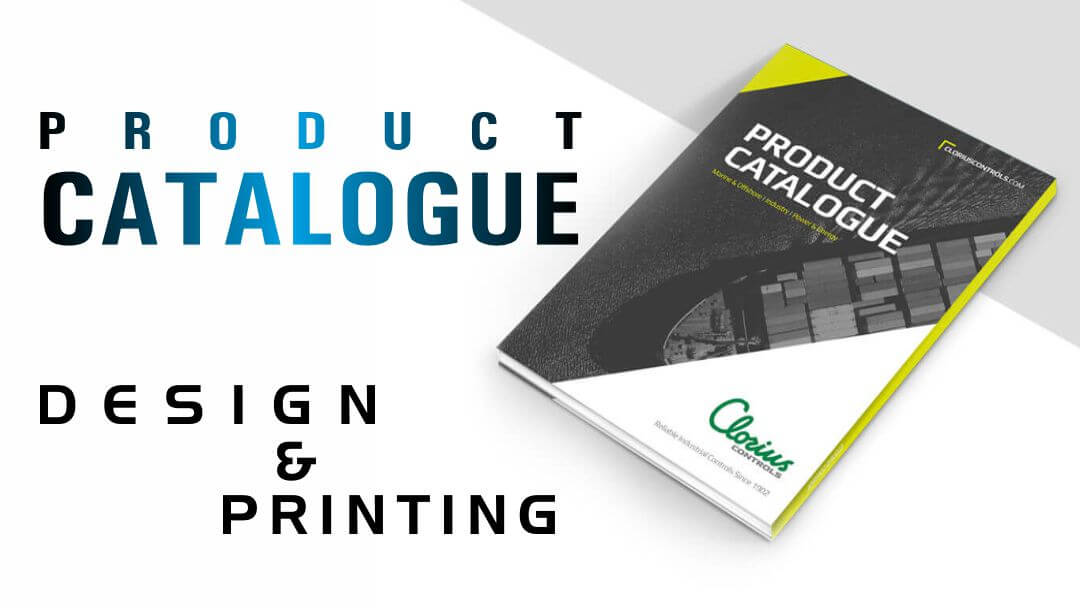 PRODUCT
CATALOGUE
DESIGN
&
PRINTING
CLORIUSCONTROLS.COM
PRODUCT
CATALOGUE
Marine & Offshore / Industry / Power & Energy
Clorius
CONTROLS
Reliable Industrial Controls Since 1902